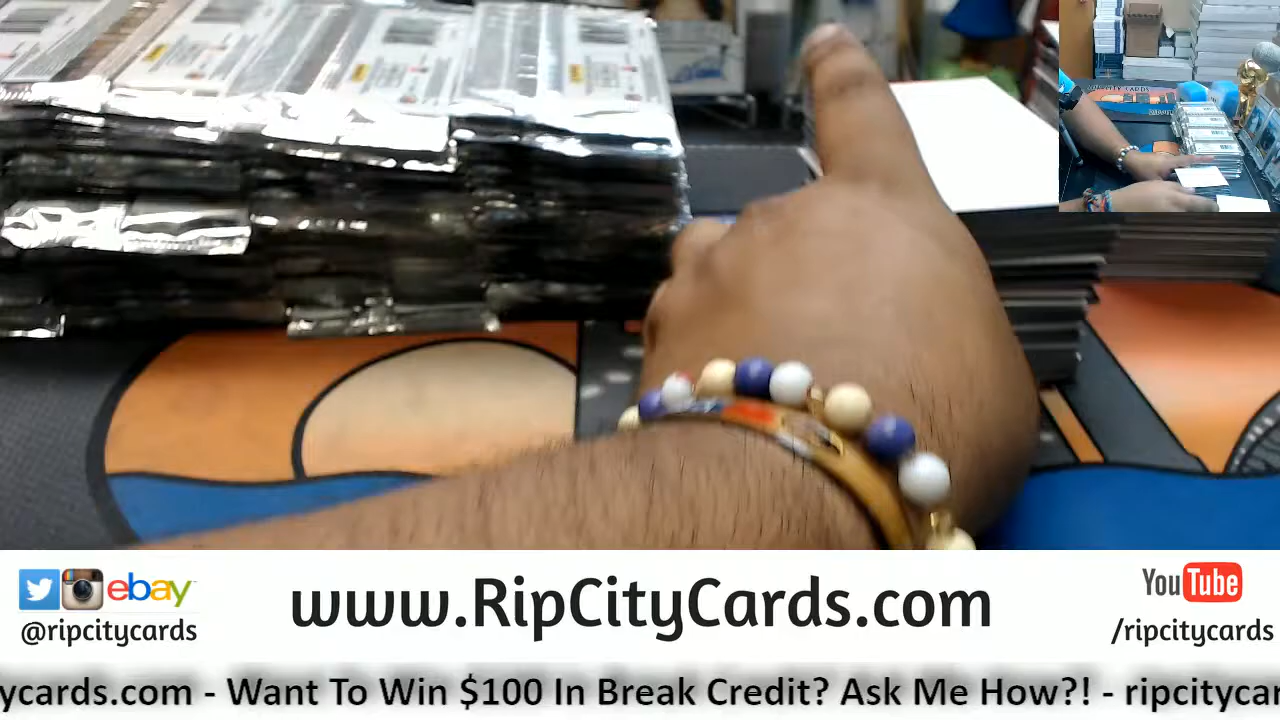 ebay
@ripcitycards
www.RipCityCards.com
YouTube
/ripcitycards
ycards.com - Want To Win $100 In Break Credit? Ask Me How?! - ripcitycar